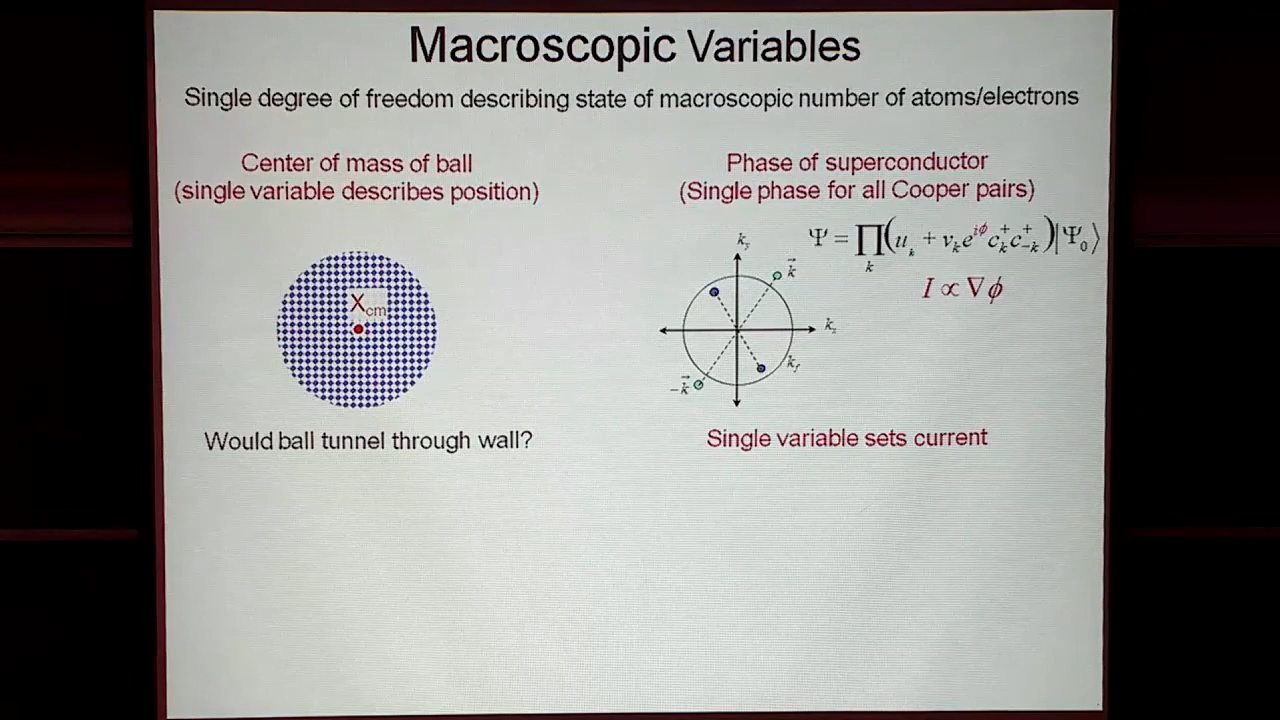 Macroscopic Variables
Single degree of freedom describing state of macroscopic number of atoms/electrons
Center of mass of ball
(single variable describes position)
X_cm
Would ball tunnel through wall?
Phase of superconductor
(Single phase for all Cooper pairs)
Ψ = ∏_k (u_k + v_k e^{iφ} c_k^+ c_{-k}^+) |Ψ_0⟩
I ∝ ∇φ
k_y
k⃗
k_x
k_f
−k⃗
Single variable sets current